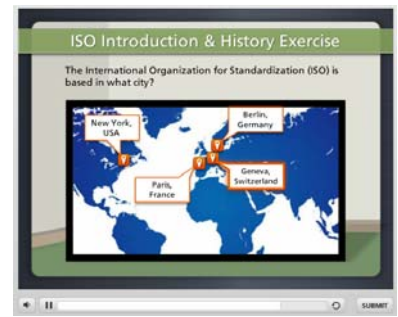 ISO Introduction & History Exercise
The International Organization for Standardization (ISO) is
based in what city?
New York,
USA
Berlin,
Germany
Paris,
France
Geneva,
Switzerland
SUBMIT